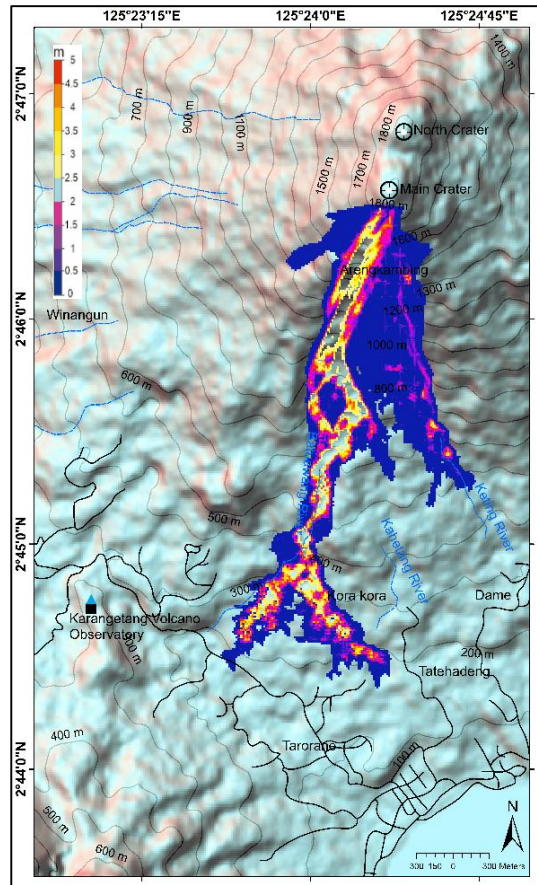 125°23'15"E
125°24'0"E
125°24'45"E
m
5
4.5
4
3.5
3
2.5
2
1.5
1
0.5
0
2°47'0"N
2°46'0"N
2°45'0"N
2°44'0"N
1400 m
700 m
900 m
1100 m
1500 m
1700 m
1800 m
North Crater
Main Crater
1800 m
1600 m
Arengkambing
1300 m
1200 m
Winangun
1000 m
600 m
800 m
500 m
Keting River
Kahetang River
300 m
Kora kora
Dame
Karangetang Volcano
Observatory
200 m
Tatehadeng
400 m
Tarorane
100 m
500 m
600 m
N
300 150 0 300 Meters